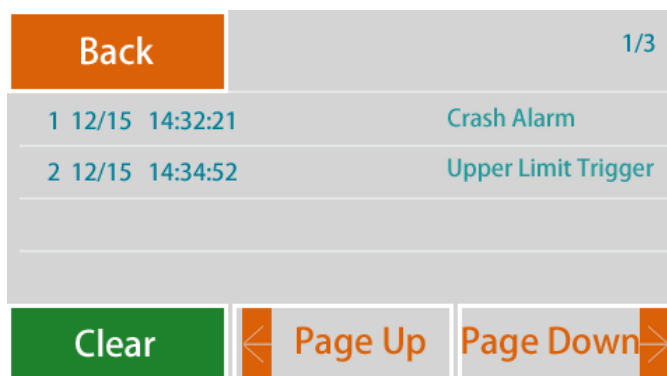 Back
1/3
1 12/15 14:32:21 Crash Alarm
2 12/15 14:34:52 Upper Limit Trigger
Clear
Page Up
Page Down